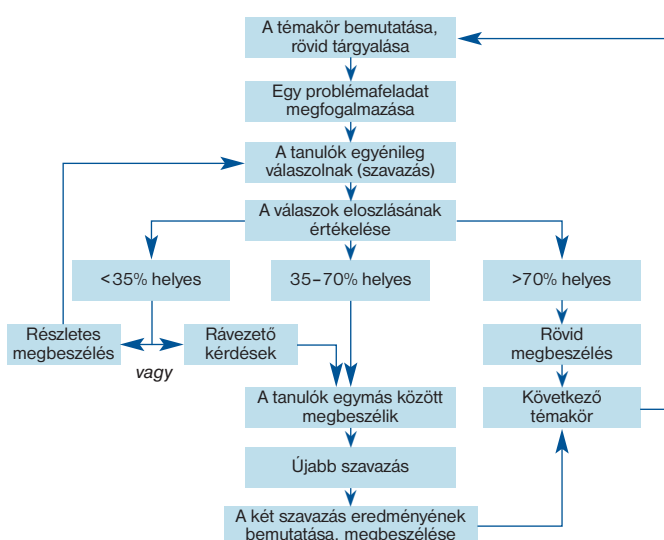 A témakör bemutatása,
rövid tárgyalása
Egy problémafeladat
megfogalmazása
A tanulók egyénileg
válaszolnak (szavazás)
A válaszok eloszlásának
értékelése
<35% helyes
35–70% helyes
>70% helyes
Részletes
megbeszélés
vagy
Rávezető
kérdések
Rövid
megbeszélés
A tanulók egymás között
megbeszélik
Következő
témakör
Újabb szavazás
A két szavazás eredményének
bemutatása, megbeszélése